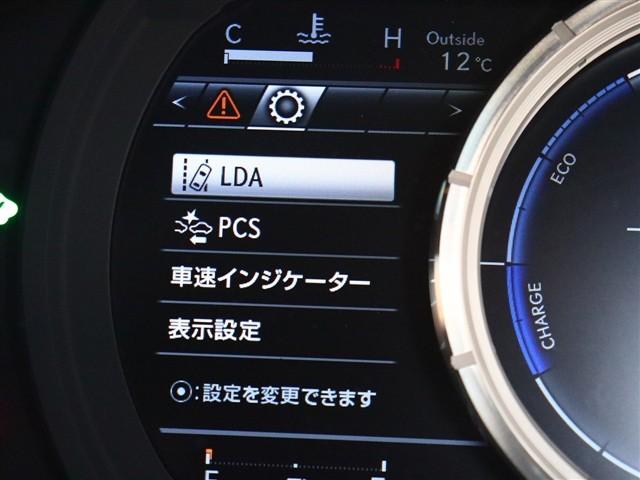 C H Outside
12°C
LDA
PCS
車速インジケーター
表示設定
:設定を変更できます
ECO
CHARGE